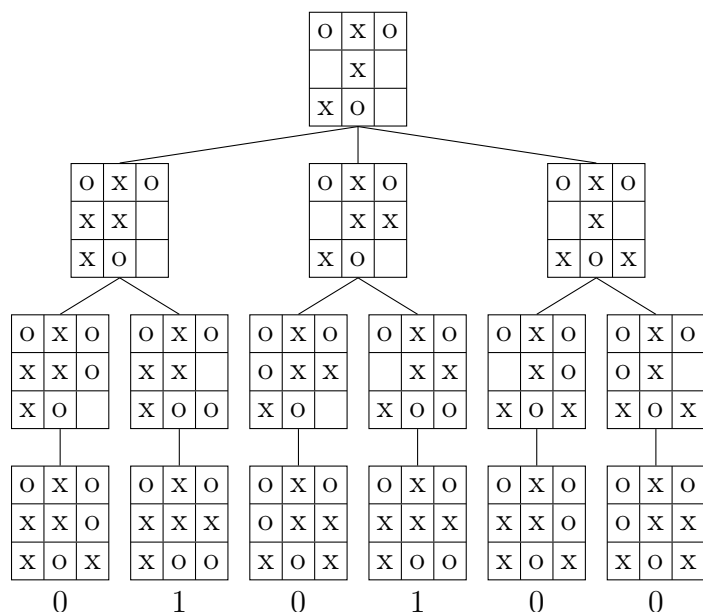 o x o
x
x o
o x o o x o o x o
x x x x x
x o x o x o x
o x o o x o o x o o x o o x o o x o
x x o x x o x x x x x o o x
x o x o o x o x o o x o x x o x
o x o o x o o x o o x o o x o o x o
x x o x x x o x x x x x x x o o x x
x o x x o o x o x x o o x o x x o x
0 1 0 1 0 0